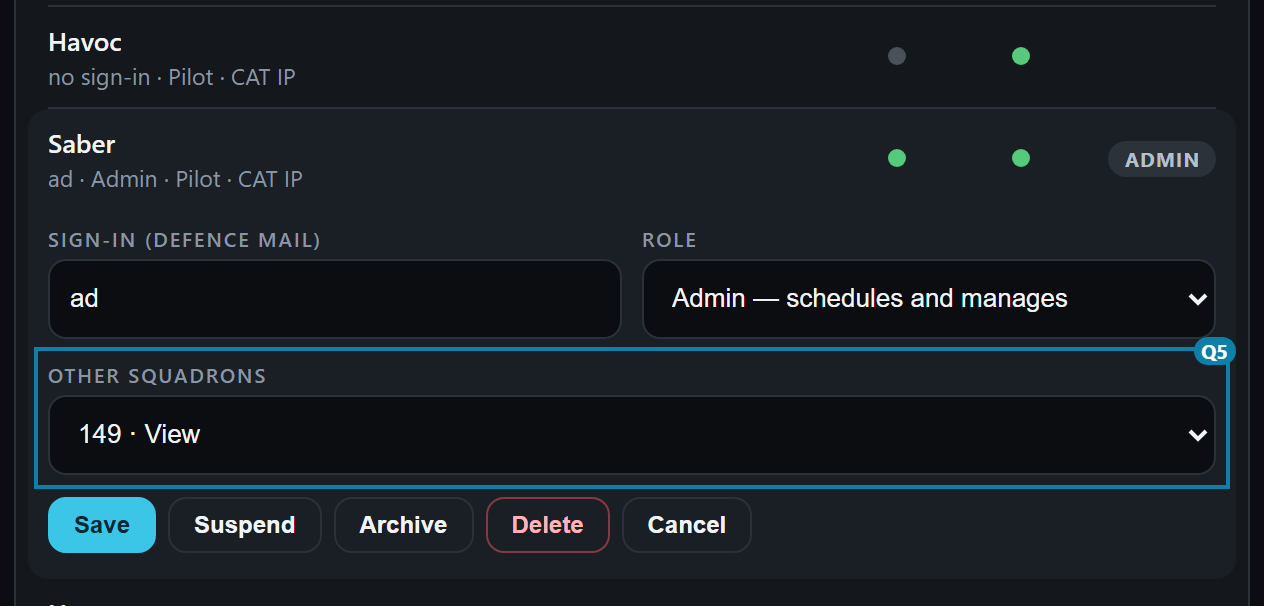 Havoc
no sign-in · Pilot · CAT IP
Saber
ad · Admin · Pilot · CAT IP
ADMIN
SIGN-IN (DEFENCE MAIL)
ROLE
ad
Admin — schedules and manages
Q5
OTHER SQUADRONS
149 · View
Save
Suspend
Archive
Delete
Cancel